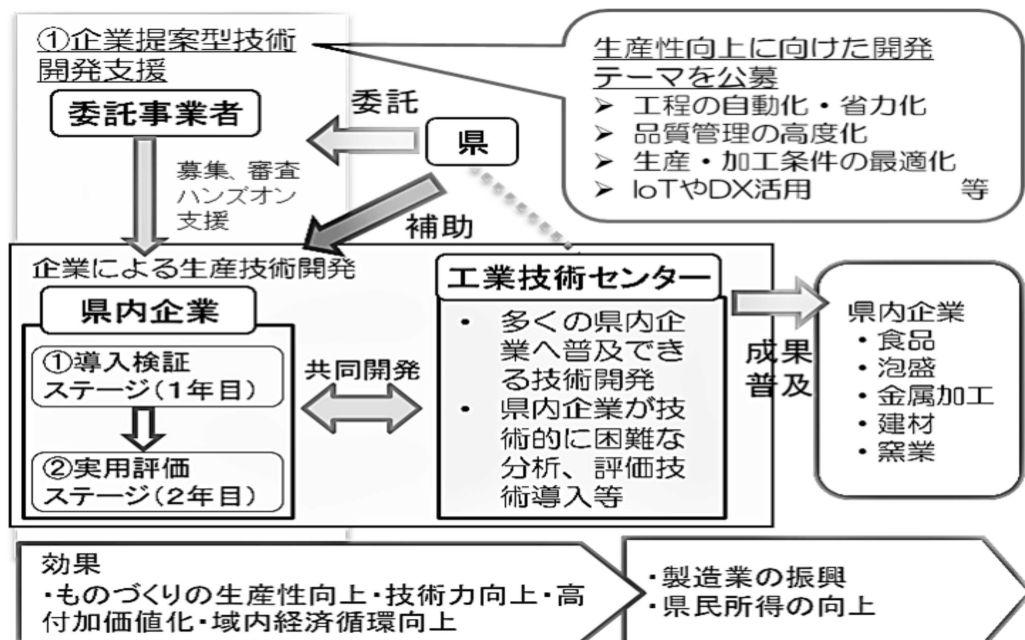 ①企業提案型技術
開発支援
委託事業者
委託
県
募集、審査
ハンズオン
支援
補助
生産性向上に向けた開発
テーマを公募
➢ 工程の自動化・省力化
➢ 品質管理の高度化
➢ 生産・加工条件の最適化
➢ IoTやDX活用 等
企業による生産技術開発
県内企業
①導入検証
ステージ(1年目)
②実用評価
ステージ(2年目)
共同開発
工業技術センター
・ 多くの県内企
業へ普及でき
る技術開発
・ 県内企業が技
術的に困難な
分析、評価技
術導入等
成果
普及
県内企業
・食品
・泡盛
・金属加工
・建材
・窯業
効果
・ものづくりの生産性向上・技術力向上・高
付加価値化・域内経済循環向上
・製造業の振興
・県民所得の向上